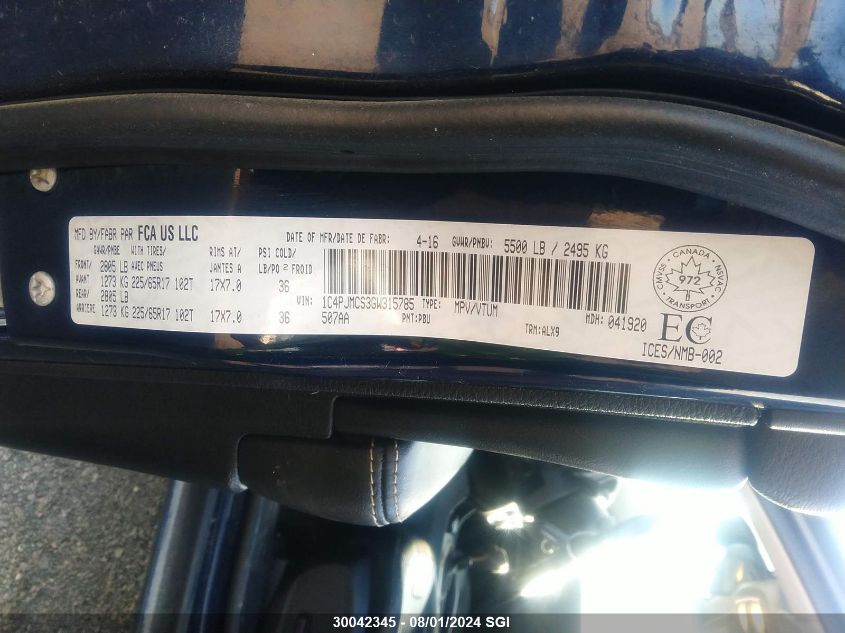 MFD BY/FABR PAR FCA US LLC DATE OF MFR/DATE DE FABR: 4-16 GVWR/PNBV: 5500 LB / 2495 KG
GWWR/PNBE WITH TIRES/ RIMS AT/ PSI COLD/
FRONT/ 2805 LB AVEC PNEUS JANTES A LB/PO2 FROID
AVANT 1273 KG 225/65R17 102T 17X7.0 36
REAR/ 2805 LB
ARRIERE 1273 KG 225/65R17 102T 17X7.0 36
VIN: 1C4PJMCS3GW315785 TYPE: MPV/VTUM MDH: 041920
507AA PNT:PBU TRM:ALX9
CMVSS CANADA NSVAC
972
TRANSPORT
EC
ICES/NMB-002
30042345 - 08/01/2024 SGI